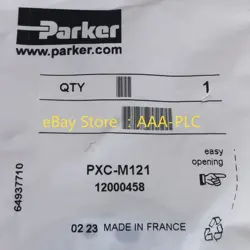 Parker
www.parker.com
QTY
1
eBay Store AAA-PLC
easy
opening
PXC-M121
12000458
64937710
02 23 MADE IN FRANCE